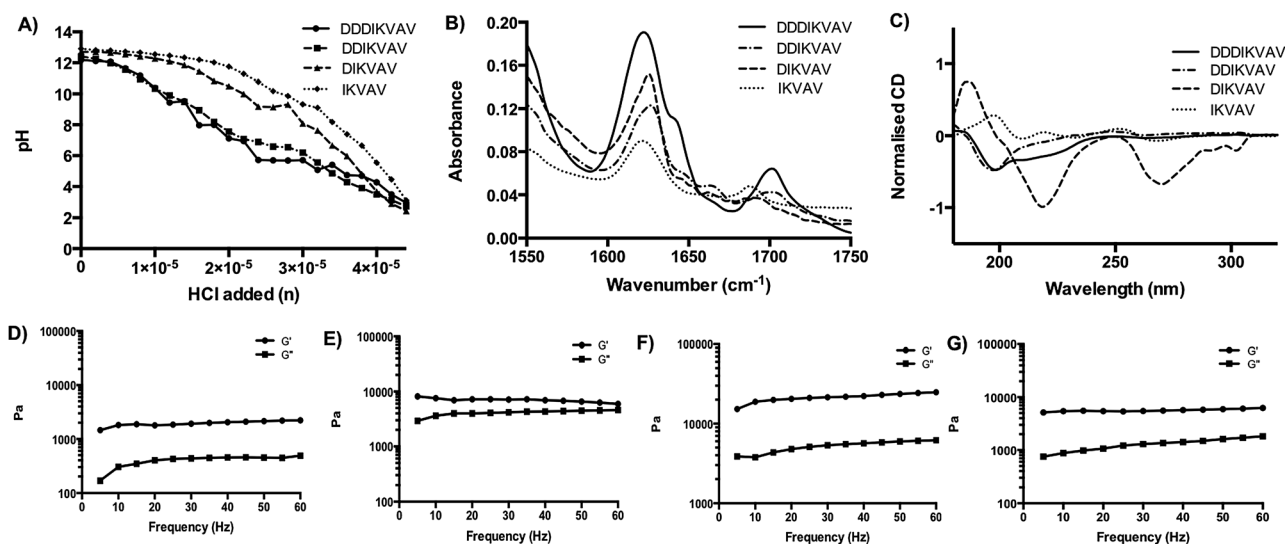 A)
DDDIKVAV
DDIKVAV
DIKVAV
IKVAV
pH
14
12
10
8
6
4
2
0
0 1×10⁻⁵ 2×10⁻⁵ 3×10⁻⁵ 4×10⁻⁵
HCl added (n)
B)
DDDIKVAV
DDIKVAV
DIKVAV
IKVAV
Absorbance
0.20
0.16
0.12
0.08
0.04
0.00
1550 1600 1650 1700 1750
Wavenumber (cm⁻¹)
C)
DDDIKVAV
DDIKVAV
DIKVAV
IKVAV
Normalised CD
1
0
-1
200 250 300
Wavelength (nm)
D)
G'
G"
Pa
100000
10000
1000
100
0 10 20 30 40 50 60
Frequency (Hz)
E)
G'
G"
Pa
100000
10000
1000
100
0 10 20 30 40 50 60
Frequency (Hz)
F)
G'
G"
Pa
100000
10000
1000
0 10 20 30 40 50 60
Frequency (Hz)
G)
G'
G"
Pa
100000
10000
1000
100
0 10 20 30 40 50 60
Frequency (Hz)